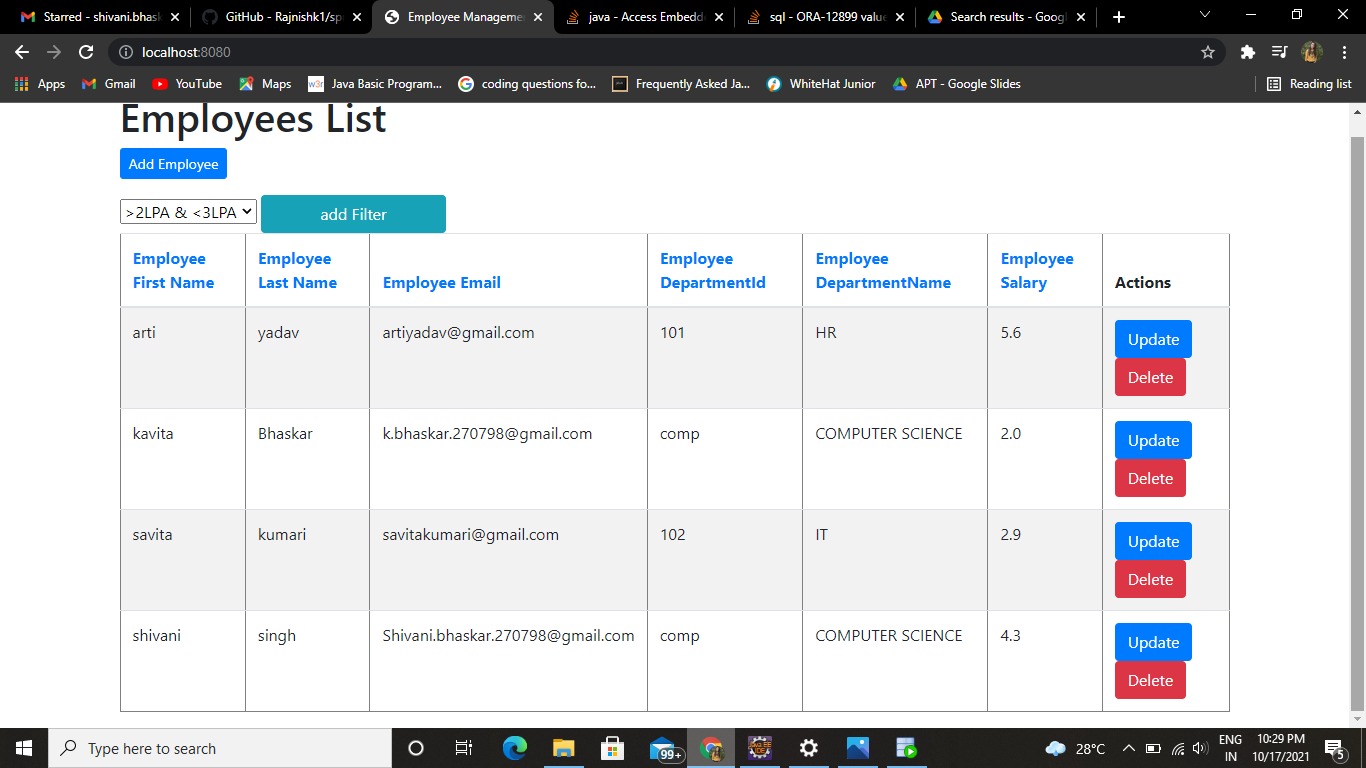 Starred - shivani.bhask
GitHub - Rajnishk1/spr
Employee Manageme
java - Access Embedde
sql - ORA-12899 value
Search results - Googl
localhost:8080
Apps
Gmail
YouTube
Maps
w3r
Java Basic Program...
coding questions fo...
Frequently Asked Ja...
WhiteHat Junior
APT - Google Slides
Reading list
Employees List
Add Employee
>2LPA & <3LPA
add Filter
Employee First Name
Employee Last Name
Employee Email
Employee DepartmentId
Employee DepartmentName
Employee Salary
Actions
arti yadav artiyadav@gmail.com 101 HR 5.6 Update
Delete
kavita Bhaskar k.bhaskar.270798@gmail.com comp COMPUTER SCIENCE 2.0 Update
Delete
savita kumari savitakumari@gmail.com 102 IT 2.9 Update
Delete
shivani singh Shivani.bhaskar.270798@gmail.com comp COMPUTER SCIENCE 4.3 Update
Delete
Type here to search
99+
28°C
ENG
IN
10:29 PM
10/17/2021
5